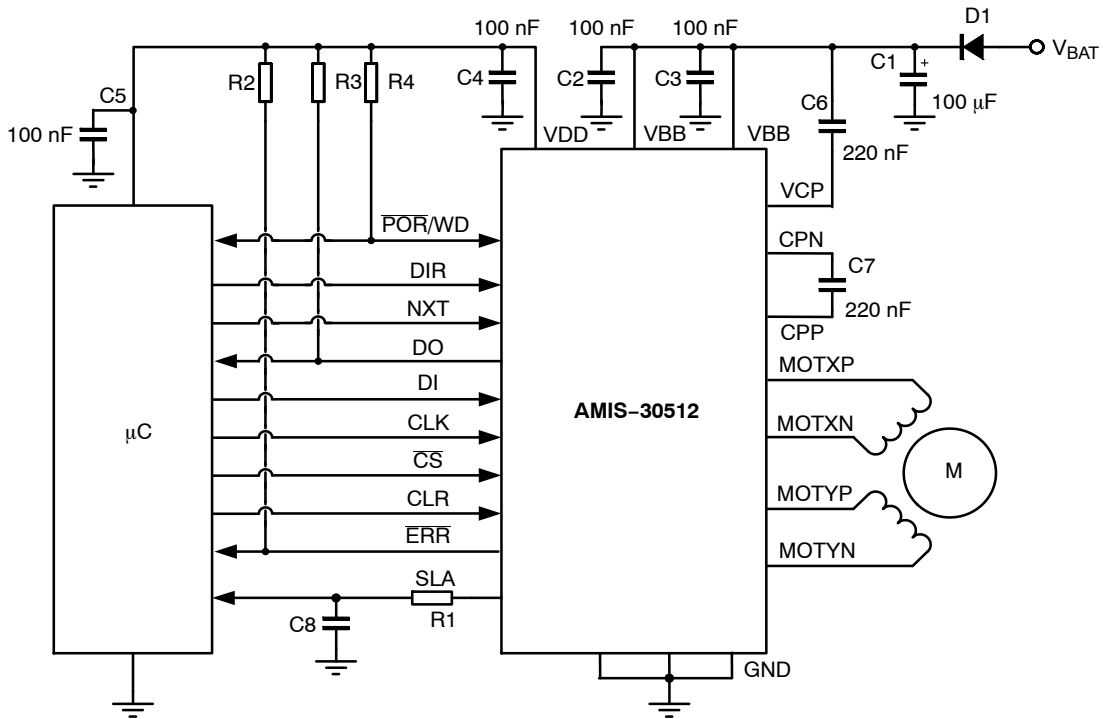 D1
100 nF
100 nF
100 nF
VBAT
C1
+
100 μF
C5
R2
R3
R4
C4
C2
C3
C6
100 nF
VDD
VBB
VBB
220 nF
VCP
POR/WD
CPN
C7
DIR
220 nF
NXT
CPP
DO
MOTXP
DI
AMIS–30512
MOTXN
μC
CLK
CS
M
CLR
MOTYP
ERR
MOTYN
SLA
C8
R1
GND